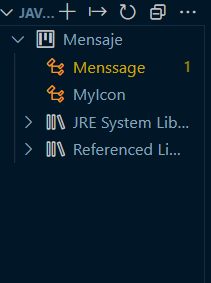 JAV...
Mensaje
Menssage 1
MyIcon
JRE System Lib...
Referenced Li...